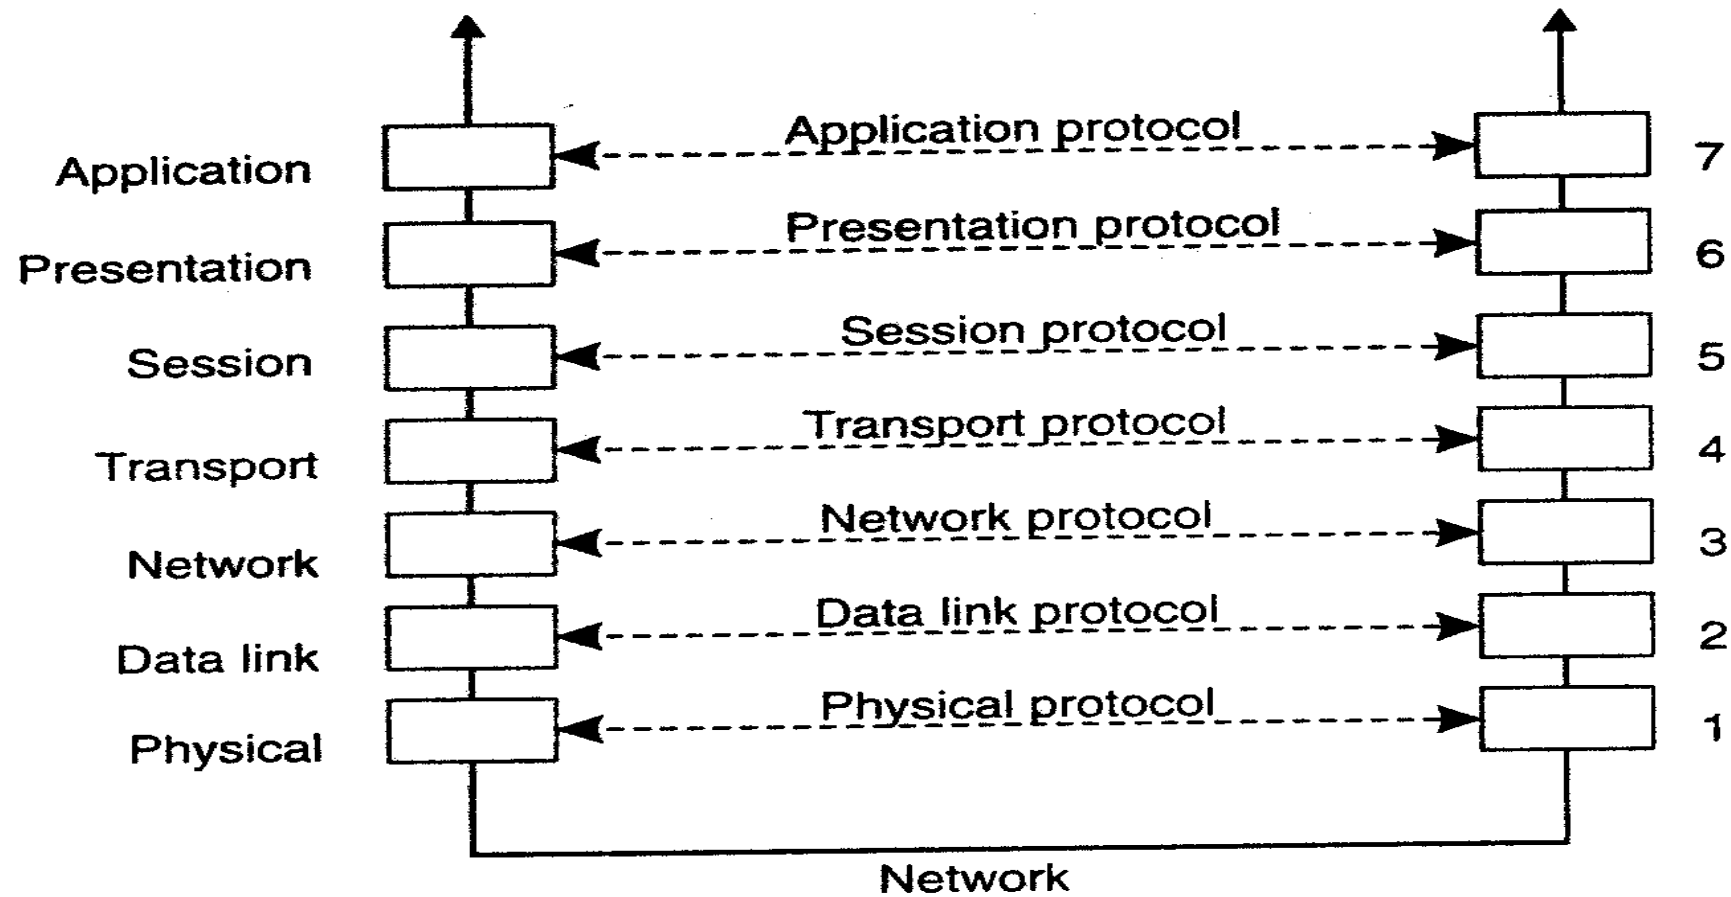 Application protocol
Application
7
Presentation protocol
Presentation
6
Session protocol
Session
5
Transport protocol
Transport
4
Network protocol
Network
3
Data link protocol
Data link
2
Physical protocol
Physical
1
Network